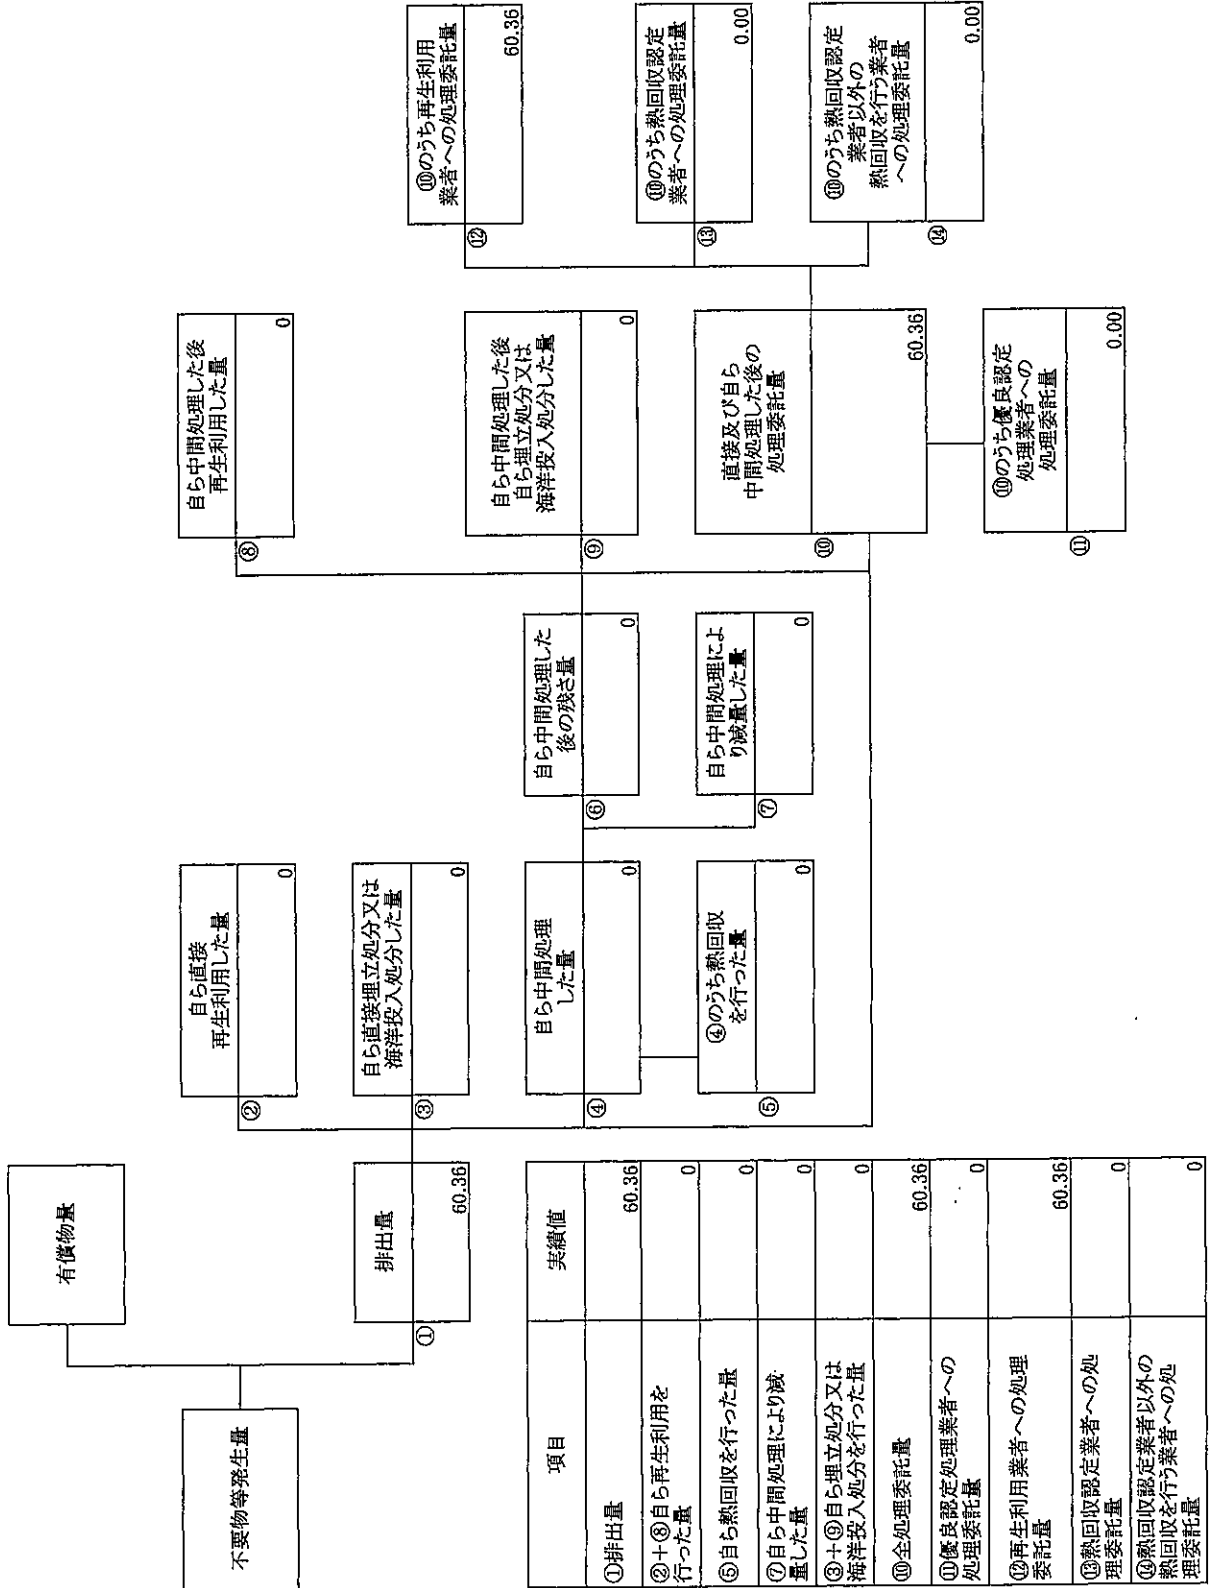 不要物等発生量
有償物量
①
排出量
60.36
②
自ら直接
再生利用した量
0
③
自ら直接埋立処分又は
海洋投入処分した量
0
④
自ら中間処理
した量
0
⑤
④のうち熱回収
を行った量
0
⑥
自ら中間処理した
後の残さ量
0
⑦
自ら中間処理によ
り減量した量
0
⑧
自ら中間処理した後
再生利用した量
0
⑨
自ら中間処理した後
自ら埋立処分又は
海洋投入処分した量
0
⑩
直接及び自ら
中間処理した後の
処理委託量
60.36
⑪
⑩のうち優良認定
処理業者への
処理委託量
0.00
⑫
⑩のうち再生利用
業者への処理委託量
60.36
⑬
⑩のうち熱回収認定
業者への処理委託量
0.00
⑭
⑩のうち熱回収認定
業者以外の
熱回収を行う業者
への処理委託量
0.00
項目 実績値
①排出量 60.36
②+⑧自ら再生利用を 0
行った量
⑤自ら熱回収を行った量 0
⑦自ら中間処理により減 0
量した量
③+⑨自ら埋立処分又は 0
海洋投入処分を行った量
⑩全処理委託量 60.36
⑪優良認定処理業者への 0
処理委託量
⑫再生利用業者への処理 60.36
委託量
⑬熱回収認定業者への処 0
理委託量
⑭熱回収認定業者以外の 0
熱回収を行う業者への処
理委託量